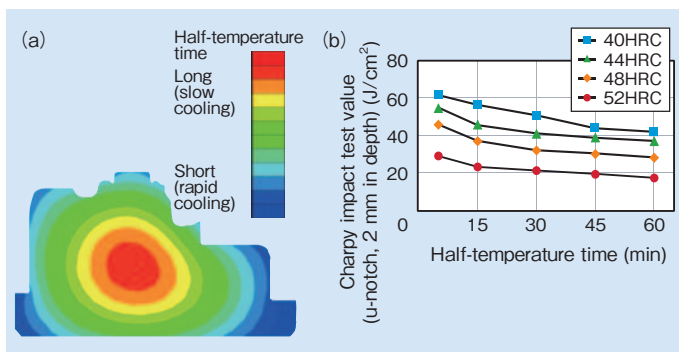 (a)
Half-temperature
time
Long
(slow
cooling)
Short
(rapid
cooling)
(b)
Charpy impact test value
(u-notch, 2 mm in depth) (J/cm²)
80
60
40
20
0
15
30
45
60
Half-temperature time (min)
40HRC
44HRC
48HRC
52HRC